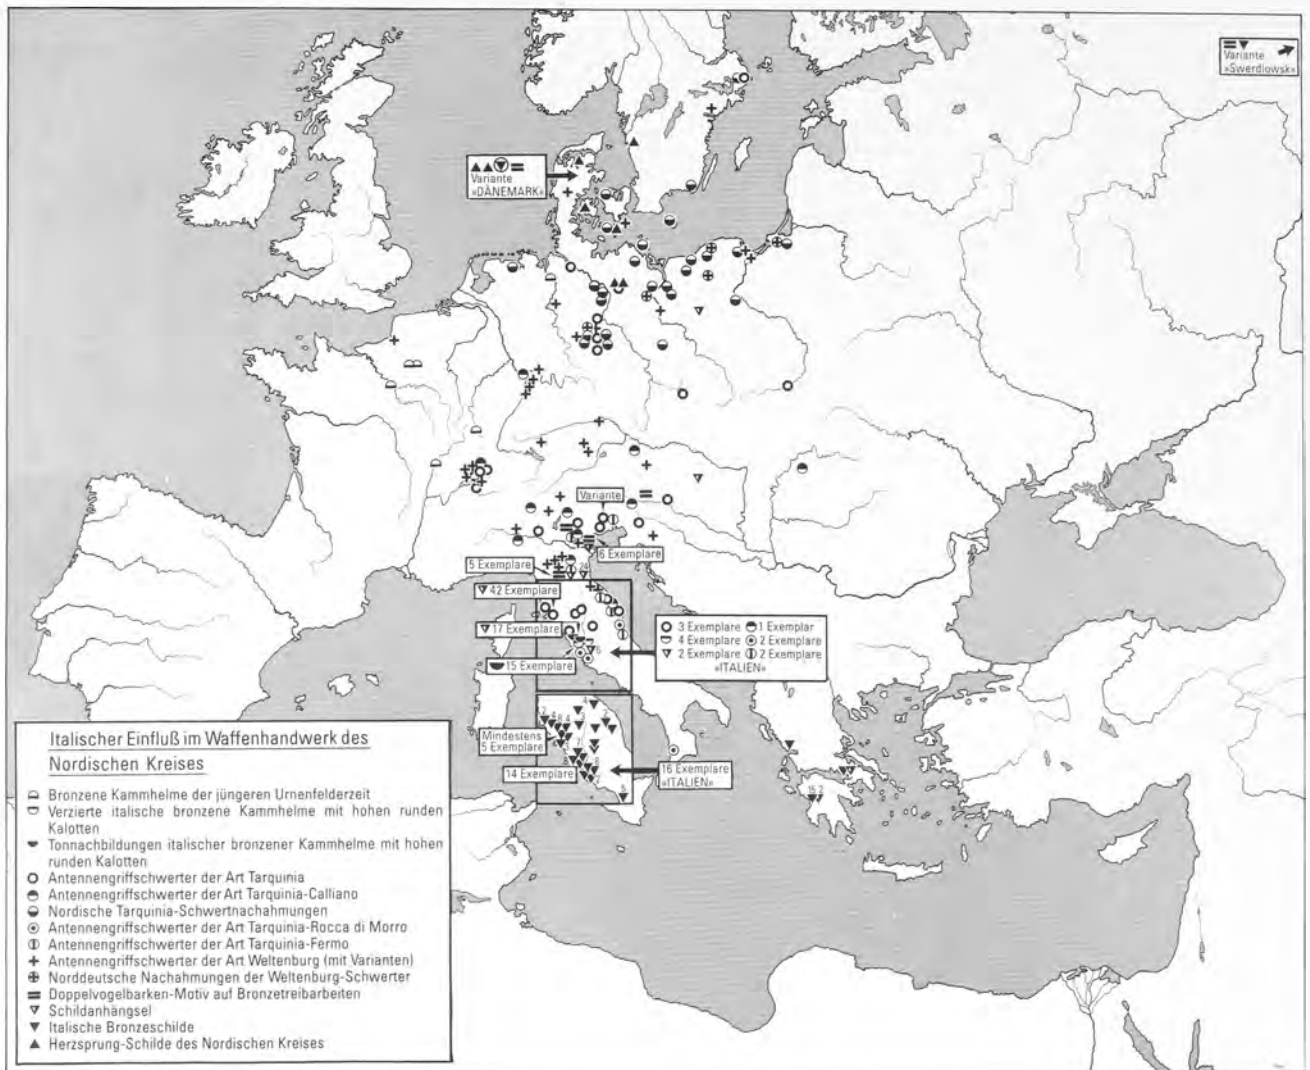 Variante
»Swerdlowsk«
Variante
»DÄNEMARK«
Variante
6 Exemplare
5 Exemplare
24
42 Exemplare
17 Exemplare
6
15 Exemplare
3 Exemplare 1 Exemplar
4 Exemplare 2 Exemplare
2 Exemplare 2 Exemplare
»ITALIEN«
Mindestens
5 Exemplare
14 Exemplare
16 Exemplare
»ITALIEN«
5
15 2
Italischer Einfluß im Waffenhandwerk des
Nordischen Kreises
Bronzene Kammhelme der jüngeren Urnenfelderzeit
Verzierte italische bronzene Kammhelme mit hohen runden
Kalotten
Tonnachbildungen italischer bronzener Kammhelme mit hohen
runden Kalotten
Antennengriffschwerter der Art Tarquinia
Antennengriffschwerter der Art Tarquinia-Calliano
Nordische Tarquinia-Schwertnachahmungen
Antennengriffschwerter der Art Tarquinia-Rocca di Morro
Antennengriffschwerter der Art Tarquinia-Fermo
Antennengriffschwerter der Art Weltenburg (mit Varianten)
Norddeutsche Nachahmungen der Weltenburg-Schwerter
Doppelvogelbarken-Motiv auf Bronzetreibarbeiten
Schildanhängsel
Italische Bronzeschilde
Herzsprung-Schilde des Nordischen Kreises